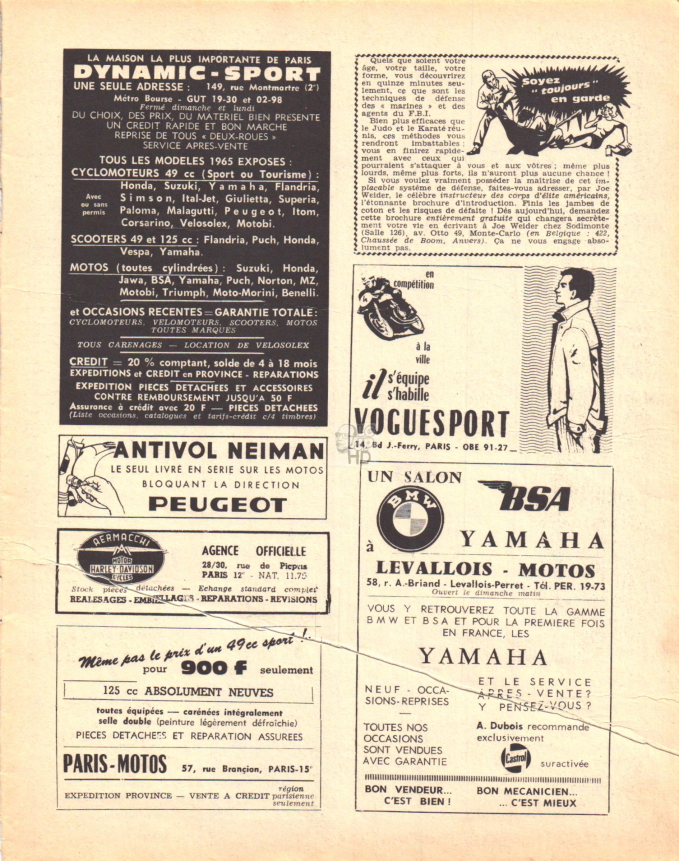 LA MAISON LA PLUS IMPORTANTE DE PARIS
DYNAMIC-SPORT
UNE SEULE ADRESSE : 149, rue Montmartre (2e)
Métro Bourse - GUT 19-30 et 02-98
Fermé dimanche et lundi
DU CHOIX, DES PRIX, DU MATERIEL BIEN PRESENTE
UN CREDIT RAPIDE ET BON MARCHE
REPRISE DE TOUS « DEUX-ROUES »
SERVICE APRES-VENTE
TOUS LES MODELES 1965 EXPOSES :
CYCLOMOTEURS 49 cc (Sport ou Tourisme) :
Avec ou sans permis
Honda, Suzuki, Yamaha, Flandria,
Simson, Ital-Jet, Giulietta, Superia,
Paloma, Malagutti, Peugeot, Itom,
Corsarino, Velosolex, Motobi.
SCOOTERS 49 et 125 cc : Flandria, Puch, Honda,
Vespa, Yamaha.
MOTOS (toutes cylindrées) : Suzuki, Honda,
Jawa, BSA, Yamaha, Puch, Norton, MZ,
Motobi, Triumph, Moto-Morini, Benelli.
et OCCASIONS RECENTES = GARANTIE TOTALE :
CYCLOMOTEURS, VELOMOTEURS, SCOOTERS, MOTOS
TOUTES MARQUES
TOUS CARENAGES — LOCATION DE VELOSOLEX
CREDIT = 20 % comptant, solde de 4 à 18 mois
EXPEDITIONS et CREDIT en PROVINCE - REPARATIONS
EXPEDITION PIECES DETACHEES ET ACCESSOIRES
CONTRE REMBOURSEMENT JUSQU'A 50 F
Assurance à crédit avec 20 F — PIECES DETACHEES
(Liste occasions, catalogues et tarifs-crédit c/4 timbres)
ANTIVOL NEIMAN
LE SEUL LIVRÉ EN SERIE SUR LES MOTOS
BLOQUANT LA DIRECTION
PEUGEOT
AERMACCHI
MOTOR
HARLEY-DAVIDSON
CYCLES
AGENCE OFFICIELLE
28/30, rue de Picpus
PARIS 12e - NAT. 11.75
Stock pièces détachées — Echange standard complet
REALESAGES - EMBIELLAGES - REPARATIONS - REVISIONS
Même pas le prix d'un 49cc sport !
pour 900 f seulement
125 cc ABSOLUMENT NEUVES
toutes équipées — carénées intégralement
selle double (peinture légèrement défraîchie)
PIECES DETACHEES ET REPARATION ASSUREES
PARIS-MOTOS 57, rue Brançion, PARIS-15e
EXPEDITION PROVINCE — VENTE A CREDIT région parisienne seulement
Quels que soient votre
âge, votre taille, votre
forme, vous découvrirez
en quinze minutes seu-
lement, ce que sont les
techniques de défense
des « marines » et des
agents du F.B.I.
Bien plus efficaces que
le Judo et le Karaté réu-
nis, ces méthodes vous
rendront imbattables :
vous en finirez rapide-
ment avec ceux qui
pourraient s'attaquer à vous et aux vôtres ; même plus
lourds, même plus forts, ils n'auront plus aucune chance !
Si vous voulez vraiment posséder la maîtrise de cet im-
placable système de défense, faites-vous adresser, par Joe
Weider, le célèbre instructeur des corps d'élite américains,
l'étonnante brochure d'introduction. Finis les jambes de
coton et les risques de défaite ! Dès aujourd'hui, demandez
cette brochure entièrement gratuite qui changera secrète-
ment votre vie en écrivant à Joe Weider chez Sodimonte
(Salle 126), av. Otto 49, Monte-Carlo (en Belgique : 422,
Chaussée de Boom, Anvers). Ça ne vous engage abso-
lument pas.
Soyez
"toujours"
en garde
en
compétition
à la
ville
il s'équipe
s'habille
VOGUESPORT
14, Bd J.-Ferry, PARIS - OBE 91-27
HP
UN SALON
BMW
BSA
à YAMAHA
LEVALLOIS - MOTOS
58, r. A.-Briand - Levallois-Perret - Tél. PER. 19-73
Ouvert le dimanche matin
VOUS Y RETROUVEREZ TOUTE LA GAMME
BMW ET BSA ET POUR LA PREMIERE FOIS
EN FRANCE, LES
YAMAHA
NEUF - OCCA-
SIONS-REPRISES
TOUTES NOS
OCCASIONS
SONT VENDUES
AVEC GARANTIE
ET LE SERVICE
APRES - VENTE?
Y PENSEZ-VOUS ?
A. Dubois recommande
exclusivement
Castrol
suractivée
BON VENDEUR...
C'EST BIEN !
BON MECANICIEN...
... C'EST MIEUX